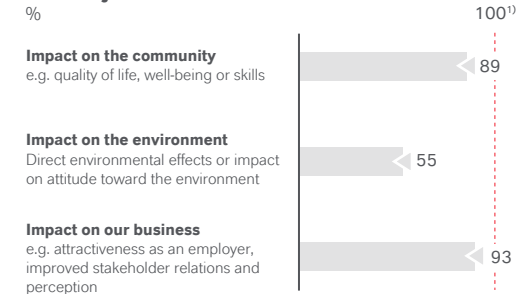 %
100¹⁾
Impact on the community
e.g. quality of life, well-being or skills
89
Impact on the environment
Direct environmental effects or impact
on attitude toward the environment
55
Impact on our business
e.g. attractiveness as an employer,
improved stakeholder relations and
perception
93